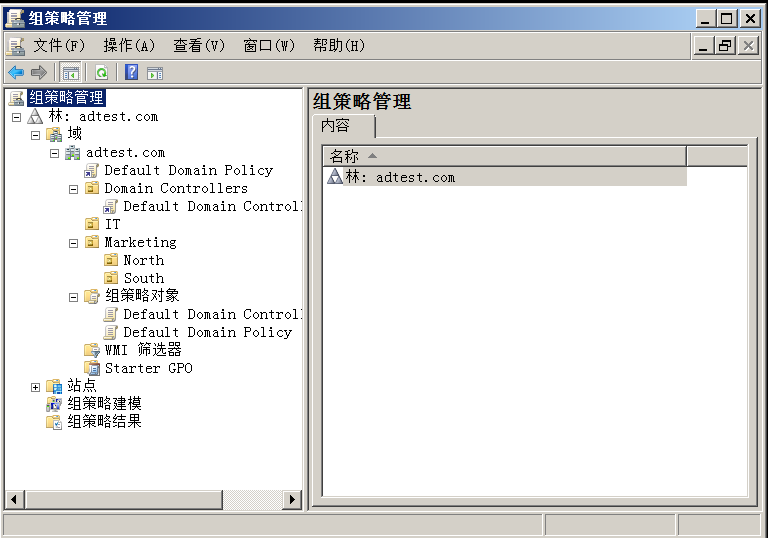 组策略管理
文件(F) 操作(A) 查看(V) 窗口(W) 帮助(H)
组策略管理
林: adtest.com
域
adtest.com
Default Domain Policy
Domain Controllers
Default Domain Control
IT
Marketing
North
South
组策略对象
Default Domain Control
Default Domain Policy
WMI 筛选器
Starter GPO
站点
组策略建模
组策略结果
组策略管理
内容
名称
林: adtest.com